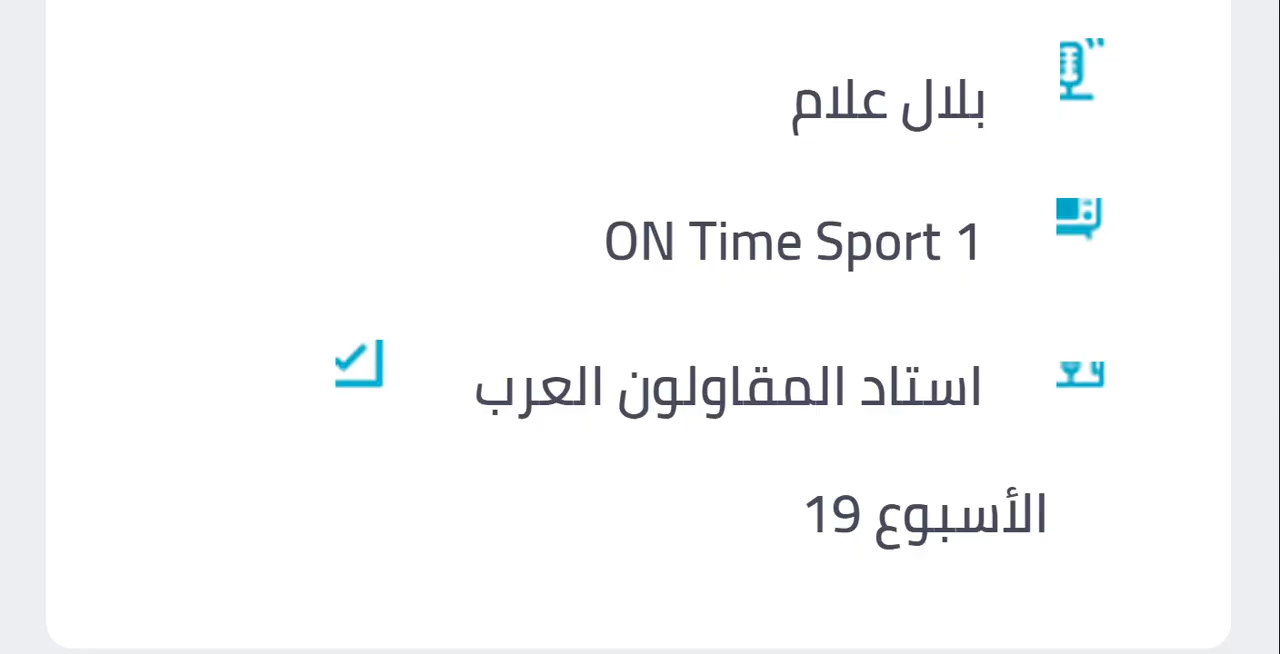 بلال علام
ON Time Sport 1
استاد المقاولون العرب
الأسبوع 19